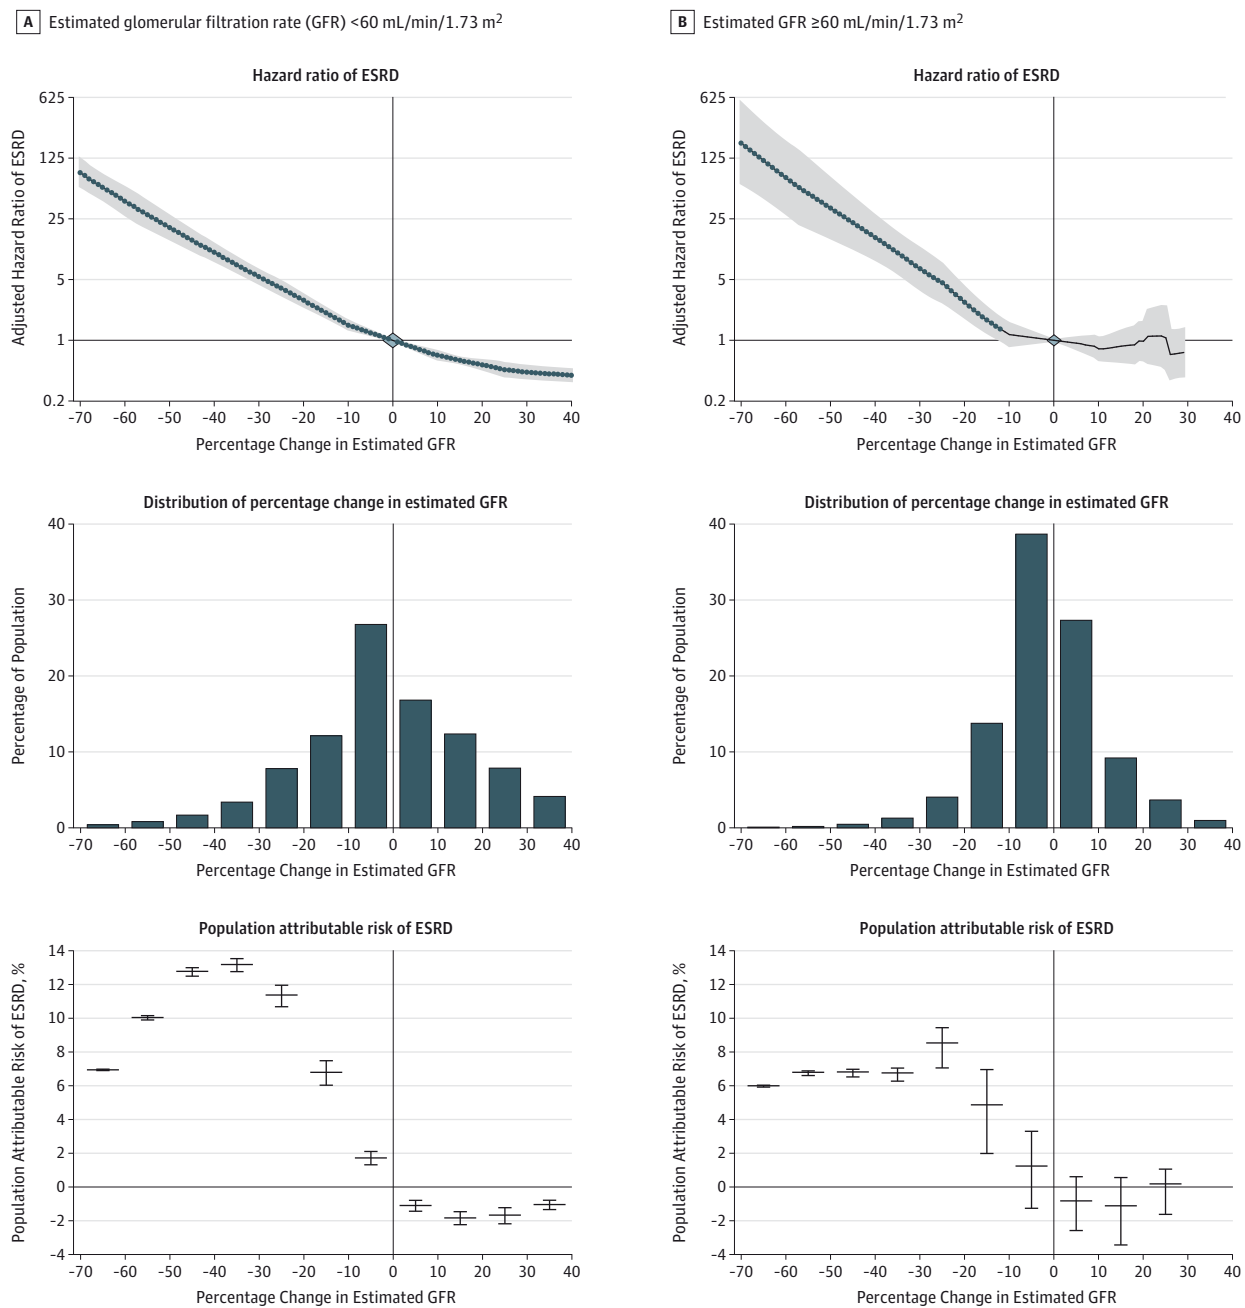 A Estimated glomerular filtration rate (GFR) <60 mL/min/1.73 m²
Hazard ratio of ESRD
Adjusted Hazard Ratio of ESRD
625
125
25
5
1
0.2
-70 -60 -50 -40 -30 -20 -10 0 10 20 30 40
Percentage Change in Estimated GFR
Distribution of percentage change in estimated GFR
Percentage of Population
40
30
20
10
0
-70 -60 -50 -40 -30 -20 -10 0 10 20 30 40
Percentage Change in Estimated GFR
Population attributable risk of ESRD
Population Attributable Risk of ESRD, %
14
12
10
8
6
4
2
0
-2
-4
-70 -60 -50 -40 -30 -20 -10 0 10 20 30 40
Percentage Change in Estimated GFR
B Estimated GFR ≥60 mL/min/1.73 m²
Hazard ratio of ESRD
Adjusted Hazard Ratio of ESRD
625
125
25
5
1
0.2
-70 -60 -50 -40 -30 -20 -10 0 10 20 30 40
Percentage Change in Estimated GFR
Distribution of percentage change in estimated GFR
Percentage of Population
40
30
20
10
0
-70 -60 -50 -40 -30 -20 -10 0 10 20 30 40
Percentage Change in Estimated GFR
Population attributable risk of ESRD
Population Attributable Risk of ESRD, %
14
12
10
8
6
4
2
0
-2
-4
-70 -60 -50 -40 -30 -20 -10 0 10 20 30 40
Percentage Change in Estimated GFR